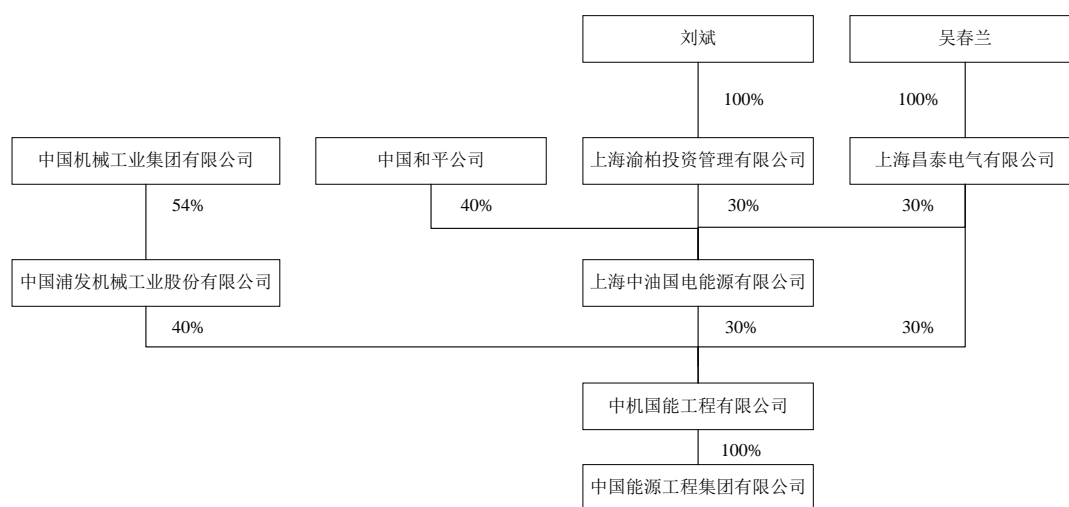 刘斌
吴春兰
100%
100%
中国机械工业集团有限公司
中国和平公司
上海渝柏投资管理有限公司
上海昌泰电气有限公司
54%
40%
30%
30%
中国浦发机械工业股份有限公司
上海中油国电能源有限公司
40%
30%
30%
中机国能工程有限公司
100%
中国能源工程集团有限公司